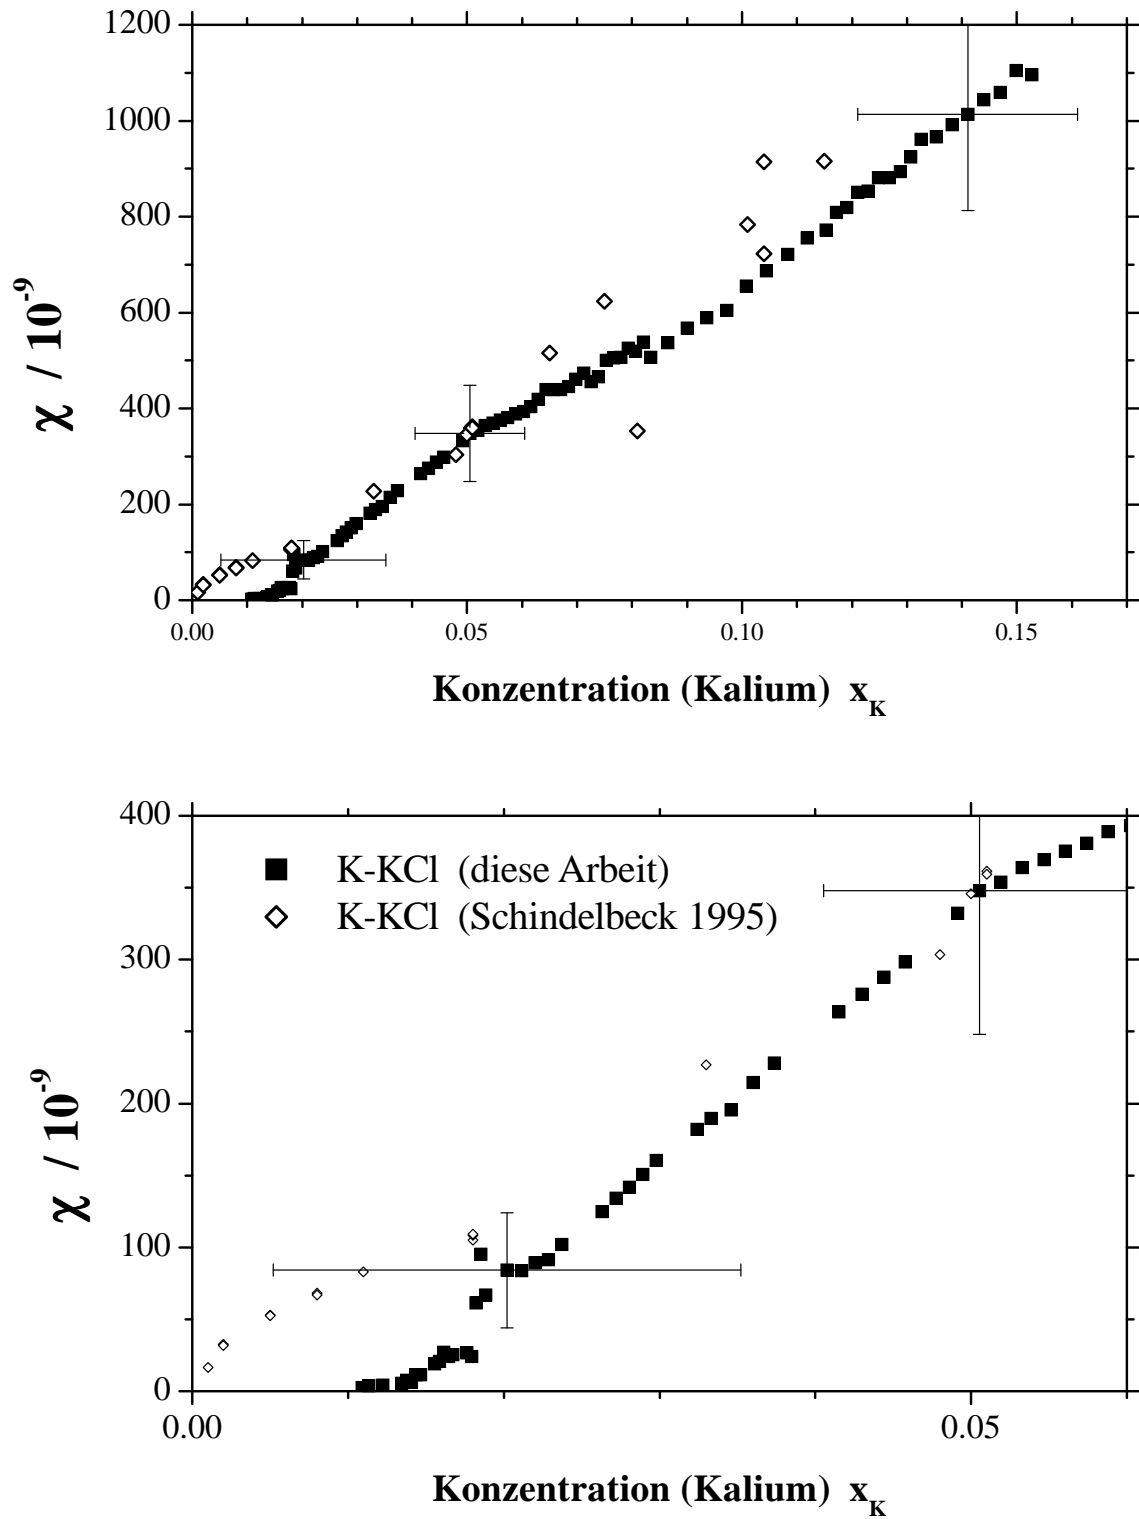 1200
1000
800
600
400
200
0
0.00 0.05 0.10 0.15
χ / 10-9
Konzentration (Kalium) xK
400
300
200
100
0
0.00 0.05
χ / 10-9
K-KCl (diese Arbeit)
K-KCl (Schindelbeck 1995)
Konzentration (Kalium) xK